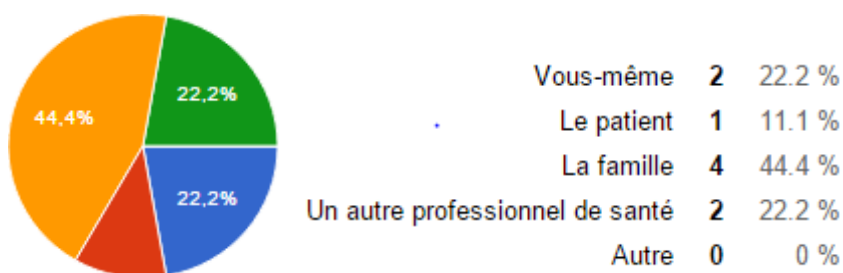 44,4%
22,2%
22,2%
Vous-même 2 22.2 %
Le patient 1 11.1 %
La famille 4 44.4 %
Un autre professionnel de santé 2 22.2 %
Autre 0 0 %